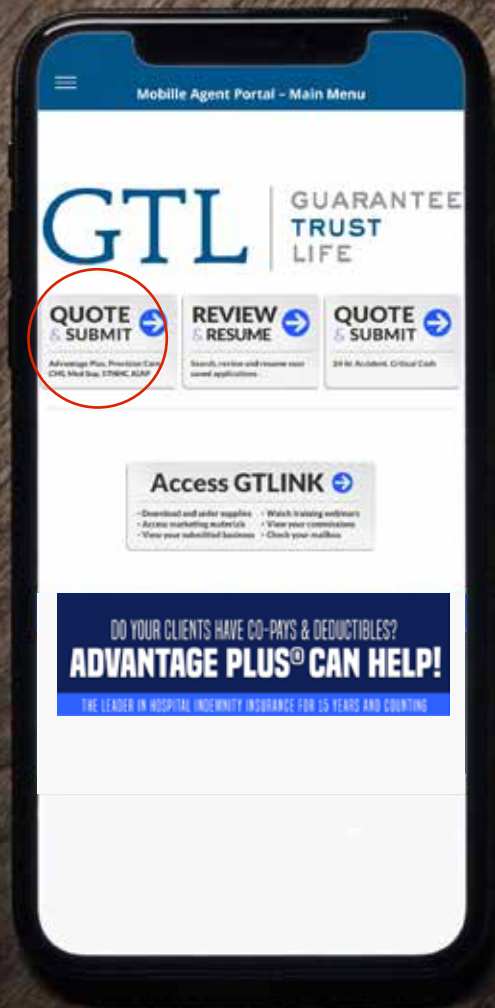 Mobille Agent Portal – Main Menu
GTL
GUARANTEE
TRUST
LIFE
QUOTE
& SUBMIT
Advantage Plus, Precision Care
CHS, Med Sup, STHHC, ASAP
REVIEW
& RESUME
Search, review and resume your
saved applications
QUOTE
& SUBMIT
24 Hr Accident, Critical Cash
Access GTLINK
• Download and order supplies
• Access marketing materials
• View your submitted business
• Watch training webinars
• View your commissions
• Check your mailbox
DO YOUR CLIENTS HAVE CO-PAYS & DEDUCTIBLES?
ADVANTAGE PLUS® CAN HELP!
THE LEADER IN HOSPITAL INDEMNITY INSURANCE FOR 15 YEARS AND COUNTING